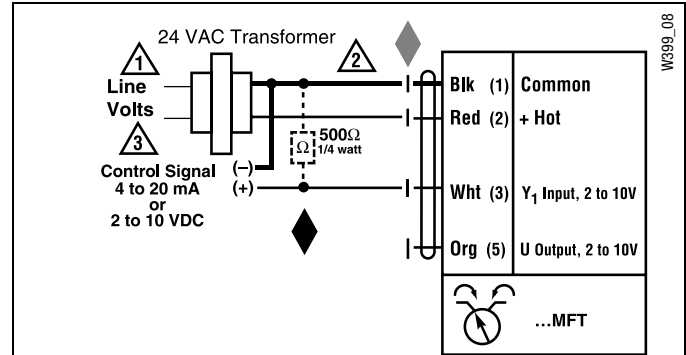 W399_08
24 VAC Transformer
1
2
Line
Volts
3
Control Signal
4 to 20 mA
or
2 to 10 VDC
(–)
(+)
500Ω
1/4 watt
Ω
Blk (1) Common
Red (2) + Hot
Wht (3) Y₁ Input, 2 to 10V
Org (5) U Output, 2 to 10V
...MFT